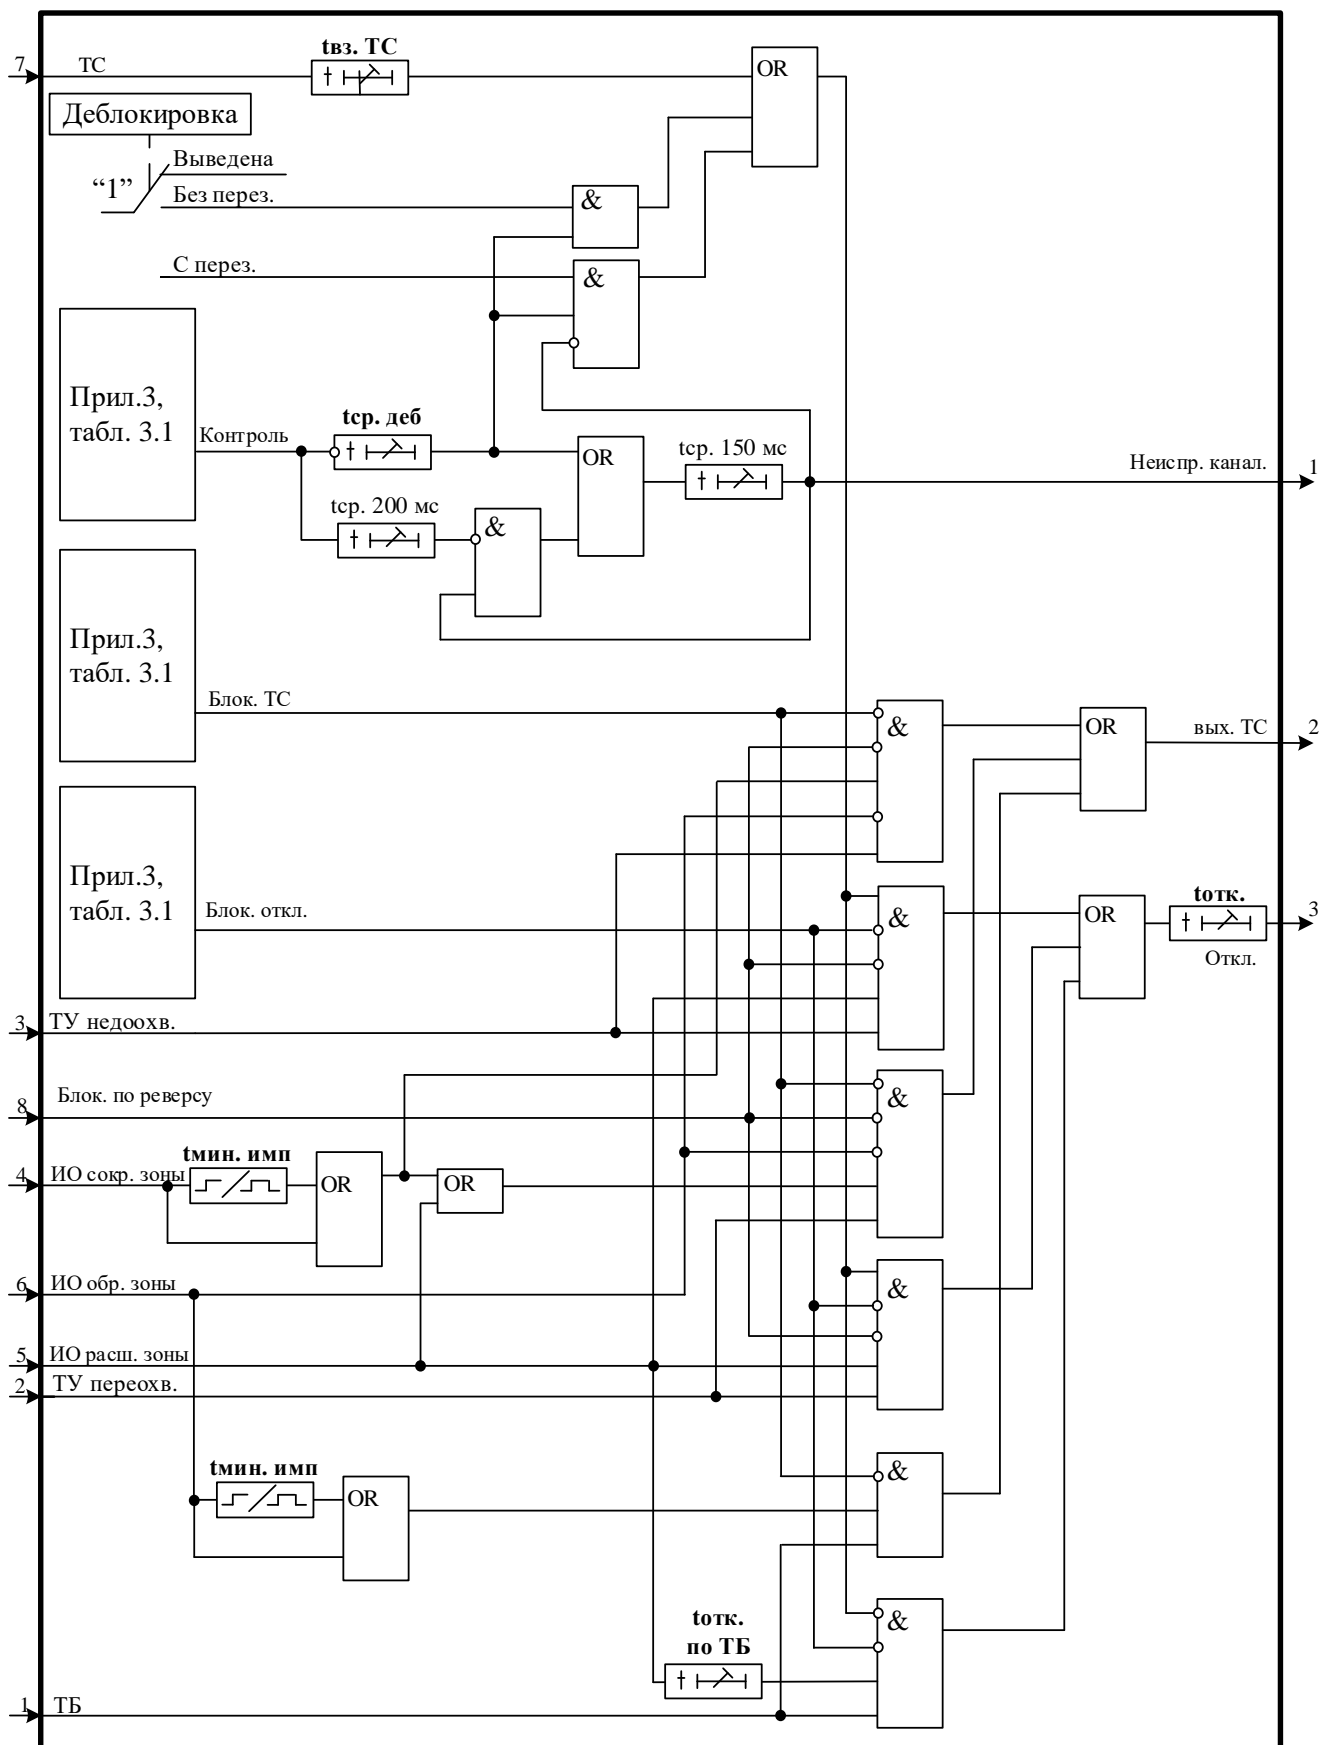 tвз. ТС
7
ТС
OR
Деблокировка
Выведена
“1”
Без перез.
&
С перез.
&
Прил.3,
табл. 3.1
Контроль
tср. деб
OR
tср. 150 мс
Неиспр. канал.
1
tср. 200 мс
&
Прил.3,
табл. 3.1
Блок. ТС
&
OR
вых. ТС
2
Прил.3,
табл. 3.1
Блок. откл.
&
OR
tотк.
3
Откл.
3
ТУ недоохв.
8
Блок. по реверсу
&
tмин. имп
4
ИО сокр. зоны
OR
OR
6
ИО обр. зоны
&
5
ИО расш. зоны
2
ТУ переохв.
tмин. имп
OR
&
tотк.
по ТБ
&
1
ТБ